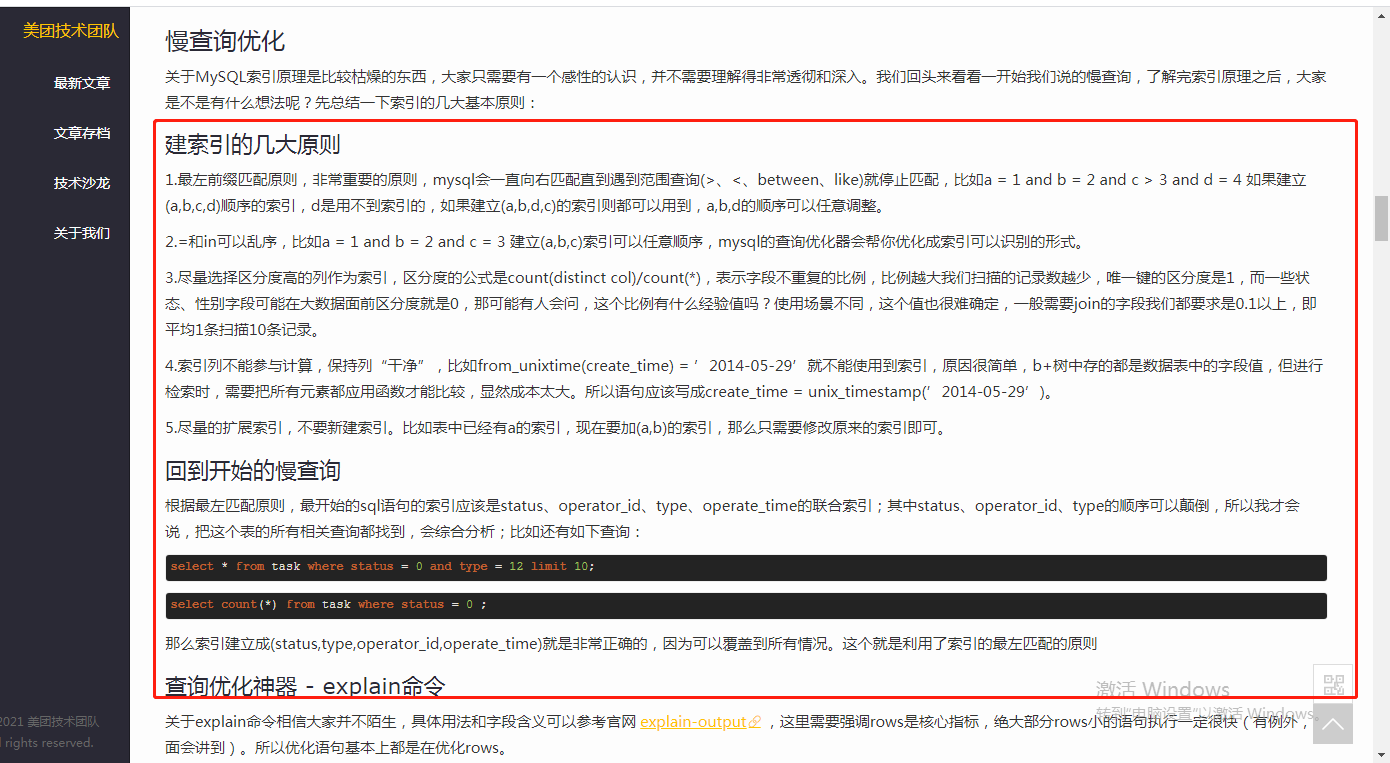 美团技术团队
最新文章
文章存档
技术沙龙
关于我们
2021 美团技术团队
rights reserved.
慢查询优化
关于MySQL索引原理是比较枯燥的东西，大家只需要有一个感性的认识，并不需要理解得非常透彻和深入。我们回头来看看一开始我们说的慢查询，了解完索引原理之后，大家
是不是有什么想法呢？先总结一下索引的几大基本原则：
建索引的几大原则
1.最左前缀匹配原则，非常重要的原则，mysql会一直向右匹配直到遇到范围查询(>、<、between、like)就停止匹配，比如a = 1 and b = 2 and c > 3 and d = 4 如果建立
(a,b,c,d)顺序的索引，d是用不到索引的，如果建立(a,b,d,c)的索引则都可以用到，a,b,d的顺序可以任意调整。
2.=和in可以乱序，比如a = 1 and b = 2 and c = 3 建立(a,b,c)索引可以任意顺序，mysql的查询优化器会帮你优化成索引可以识别的形式。
3.尽量选择区分度高的列作为索引，区分度的公式是count(distinct col)/count(*)，表示字段不重复的比例，比例越大我们扫描的记录数越少，唯一键的区分度是1，而一些状
态、性别字段可能在大数据面前区分度就是0，那可能有人会问，这个比例有什么经验值吗？使用场景不同，这个值也很难确定，一般需要join的字段我们都要求是0.1以上，即
平均1条扫描10条记录。
4.索引列不能参与计算，保持列“干净”，比如from_unixtime(create_time) = ’2014-05-29’就不能使用到索引，原因很简单，b+树中存的都是数据表中的字段值，但进行
检索时，需要把所有元素都应用函数才能比较，显然成本太大。所以语句应该写成create_time = unix_timestamp(’2014-05-29’)。
5.尽量的扩展索引，不要新建索引。比如表中已经有a的索引，现在要加(a,b)的索引，那么只需要修改原来的索引即可。
回到开始的慢查询
根据最左匹配原则，最开始的sql语句的索引应该是status、operator_id、type、operate_time的联合索引；其中status、operator_id、type的顺序可以颠倒，所以我才会
说，把这个表的所有相关查询都找到，会综合分析；比如还有如下查询：
select * from task where status = 0 and type = 12 limit 10;
select count(*) from task where status = 0 ;
那么索引建立成(status,type,operator_id,operate_time)就是非常正确的，因为可以覆盖到所有情况。这个就是利用了索引的最左匹配的原则
查询优化神器 - explain命令
关于explain命令相信大家并不陌生，具体用法和字段含义可以参考官网 explain-output ，这里需要强调rows是核心指标，绝大部分rows小的语句执行一定很快（有例外，
面会讲到）。所以优化语句基本上都是在优化rows。
激活 Windows
转到“电脑设置”以激活 Windows。